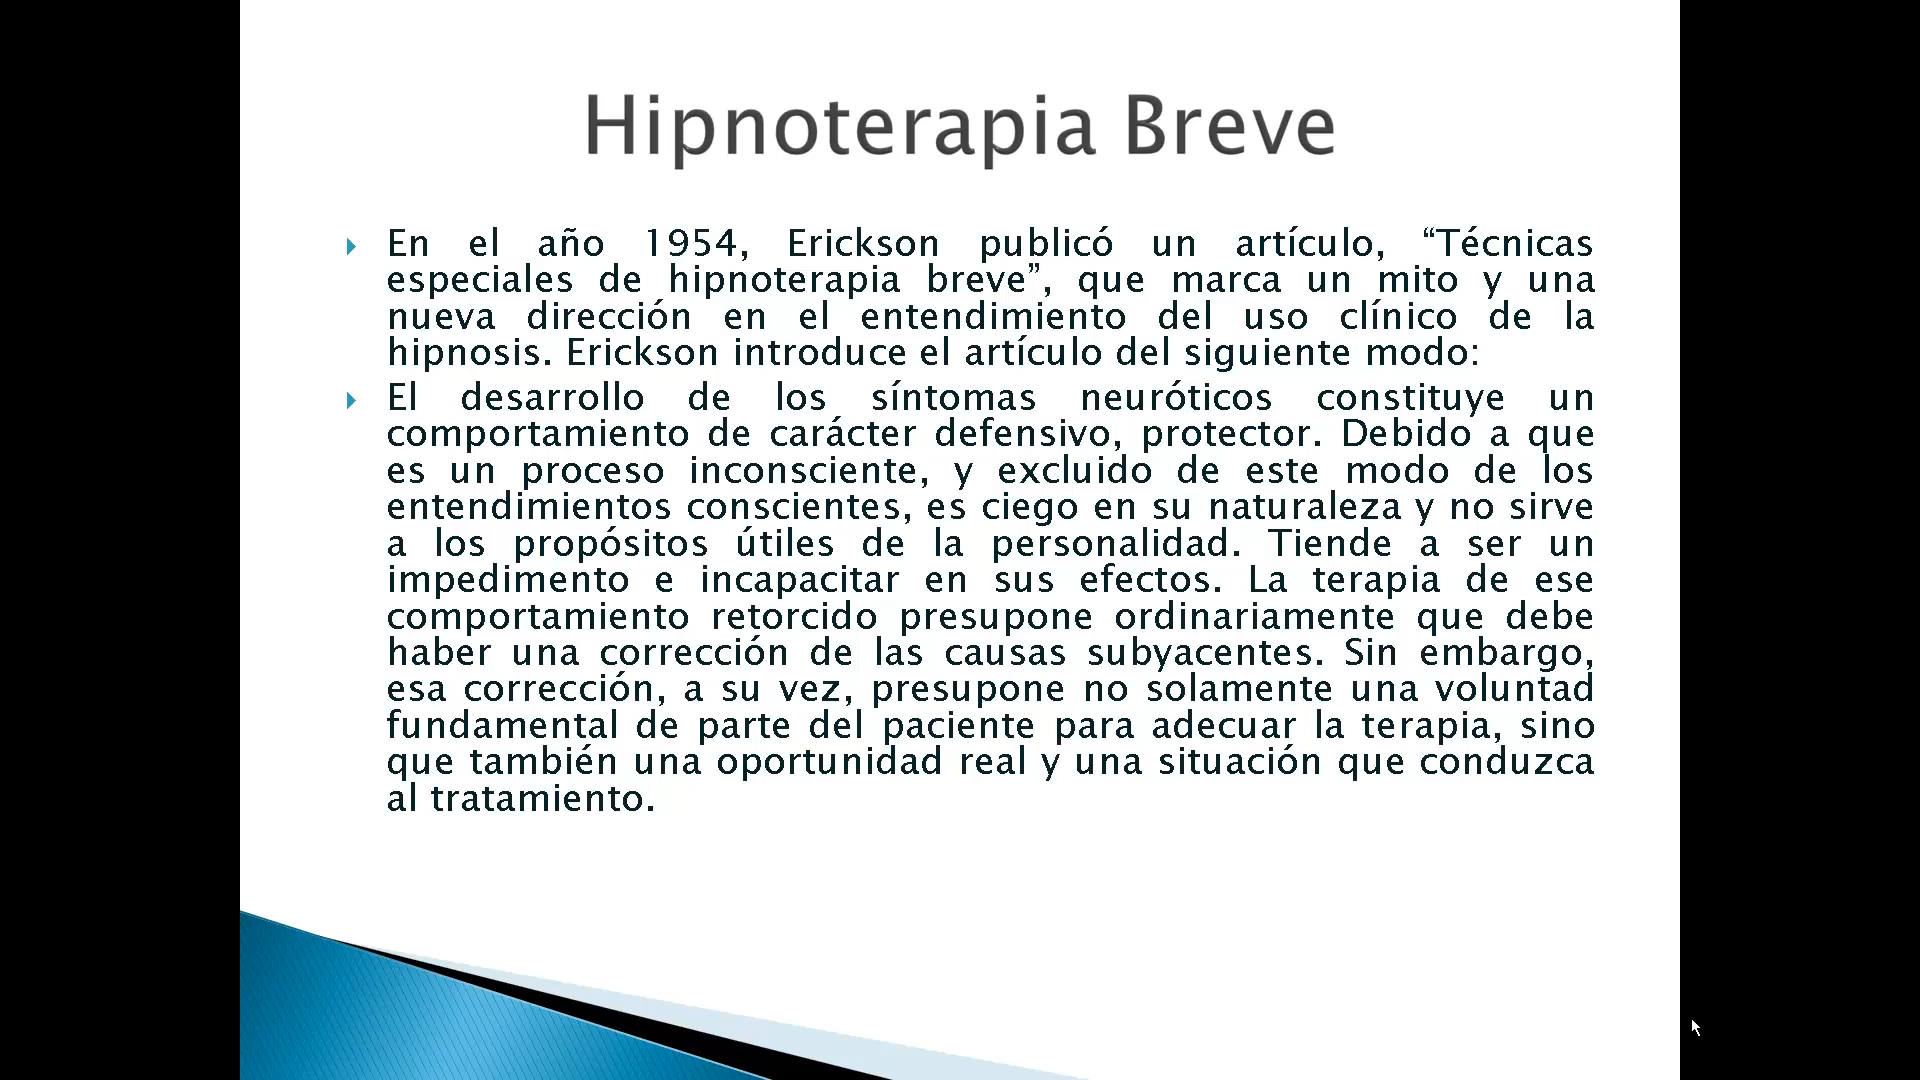 Hipnoterapia Breve
En el año 1954, Erickson publicó un artículo, “Técnicas
especiales de hipnoterapia breve”, que marca un mito y una
nueva dirección en el entendimiento del uso clínico de la
hipnosis. Erickson introduce el artículo del siguiente modo:
El desarrollo de los síntomas neuróticos constituye un
comportamiento de carácter defensivo, protector. Debido a que
es un proceso inconsciente, y excluido de este modo de los
entendimientos conscientes, es ciego en su naturaleza y no sirve
a los propósitos útiles de la personalidad. Tiende a ser un
impedimento e incapacitar en sus efectos. La terapia de ese
comportamiento retorcido presupone ordinariamente que debe
haber una corrección de las causas subyacentes. Sin embargo,
esa corrección, a su vez, presupone no solamente una voluntad
fundamental de parte del paciente para adecuar la terapia, sino
que también una oportunidad real y una situación que conduzca
al tratamiento.